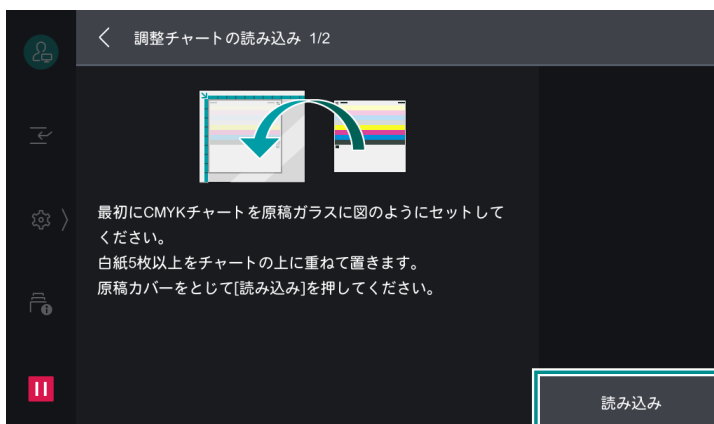 調整チャートの読み込み 1/2
最初にCMYKチャートを原稿ガラスに図のようにセットして
ください。
白紙5枚以上をチャートの上に重ねて置きます。
原稿カバーをとじて[読み込み]を押してください。
読み込み